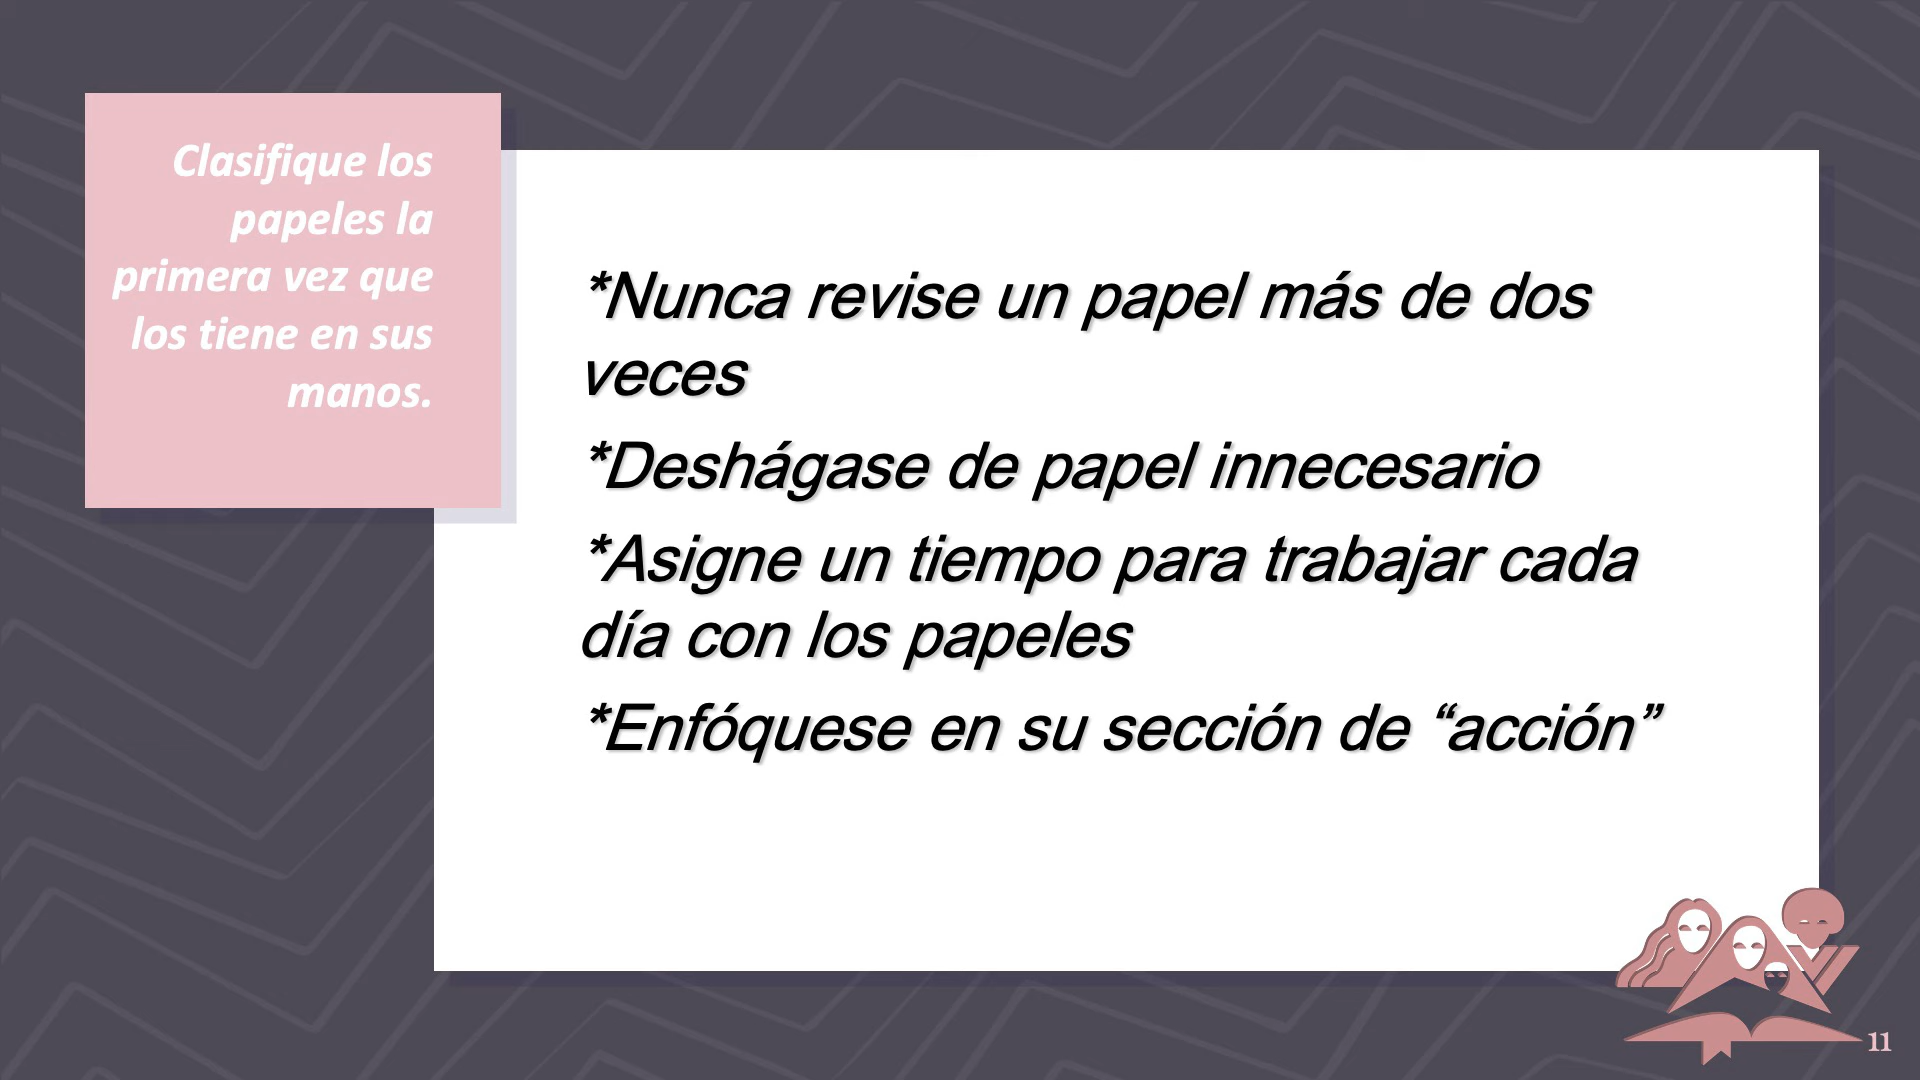 Clasifique los
papeles la
primera vez que
los tiene en sus
manos.
*Nunca revise un papel más de dos
veces
*Deshágase de papel innecesario
*Asigne un tiempo para trabajar cada
día con los papeles
*Enfóquese en su sección de “acción”
11